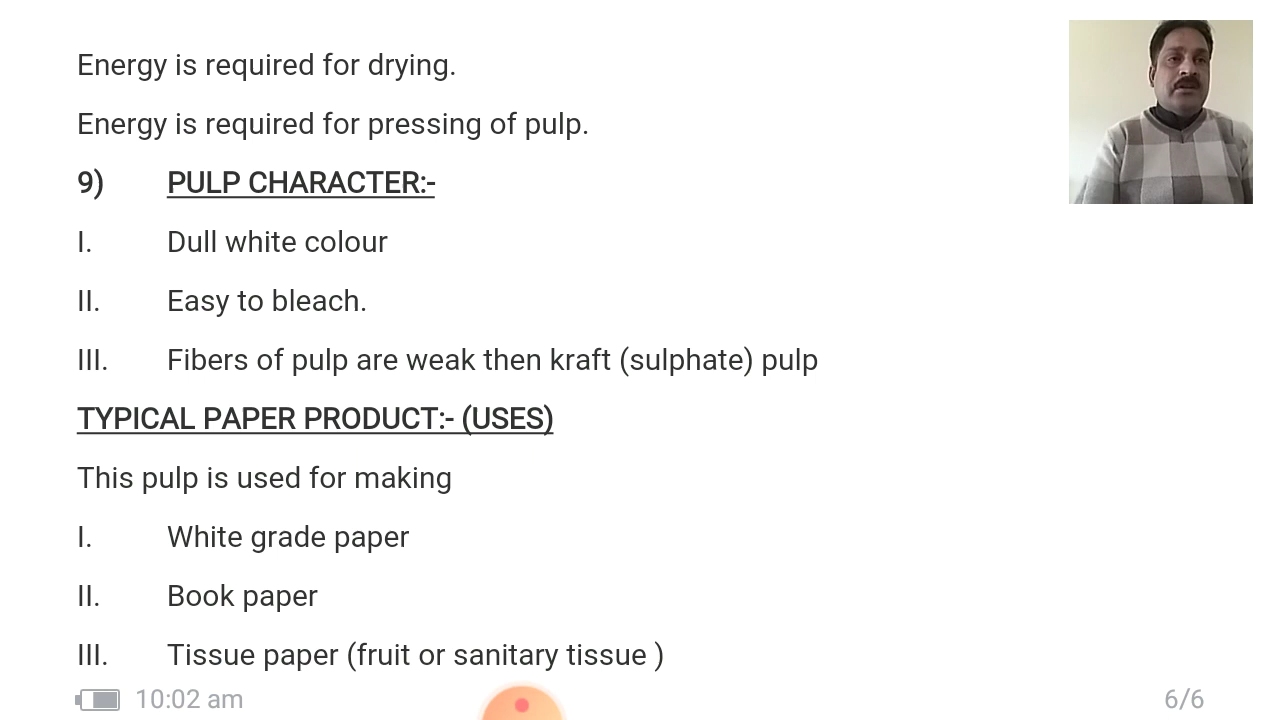 Energy is required for drying.
Energy is required for pressing of pulp.
9) PULP CHARACTER:-
I. Dull white colour
II. Easy to bleach.
III. Fibers of pulp are weak then kraft (sulphate) pulp
TYPICAL PAPER PRODUCT:- (USES)
This pulp is used for making
I. White grade paper
II. Book paper
III. Tissue paper (fruit or sanitary tissue )
10:02 am 6/6